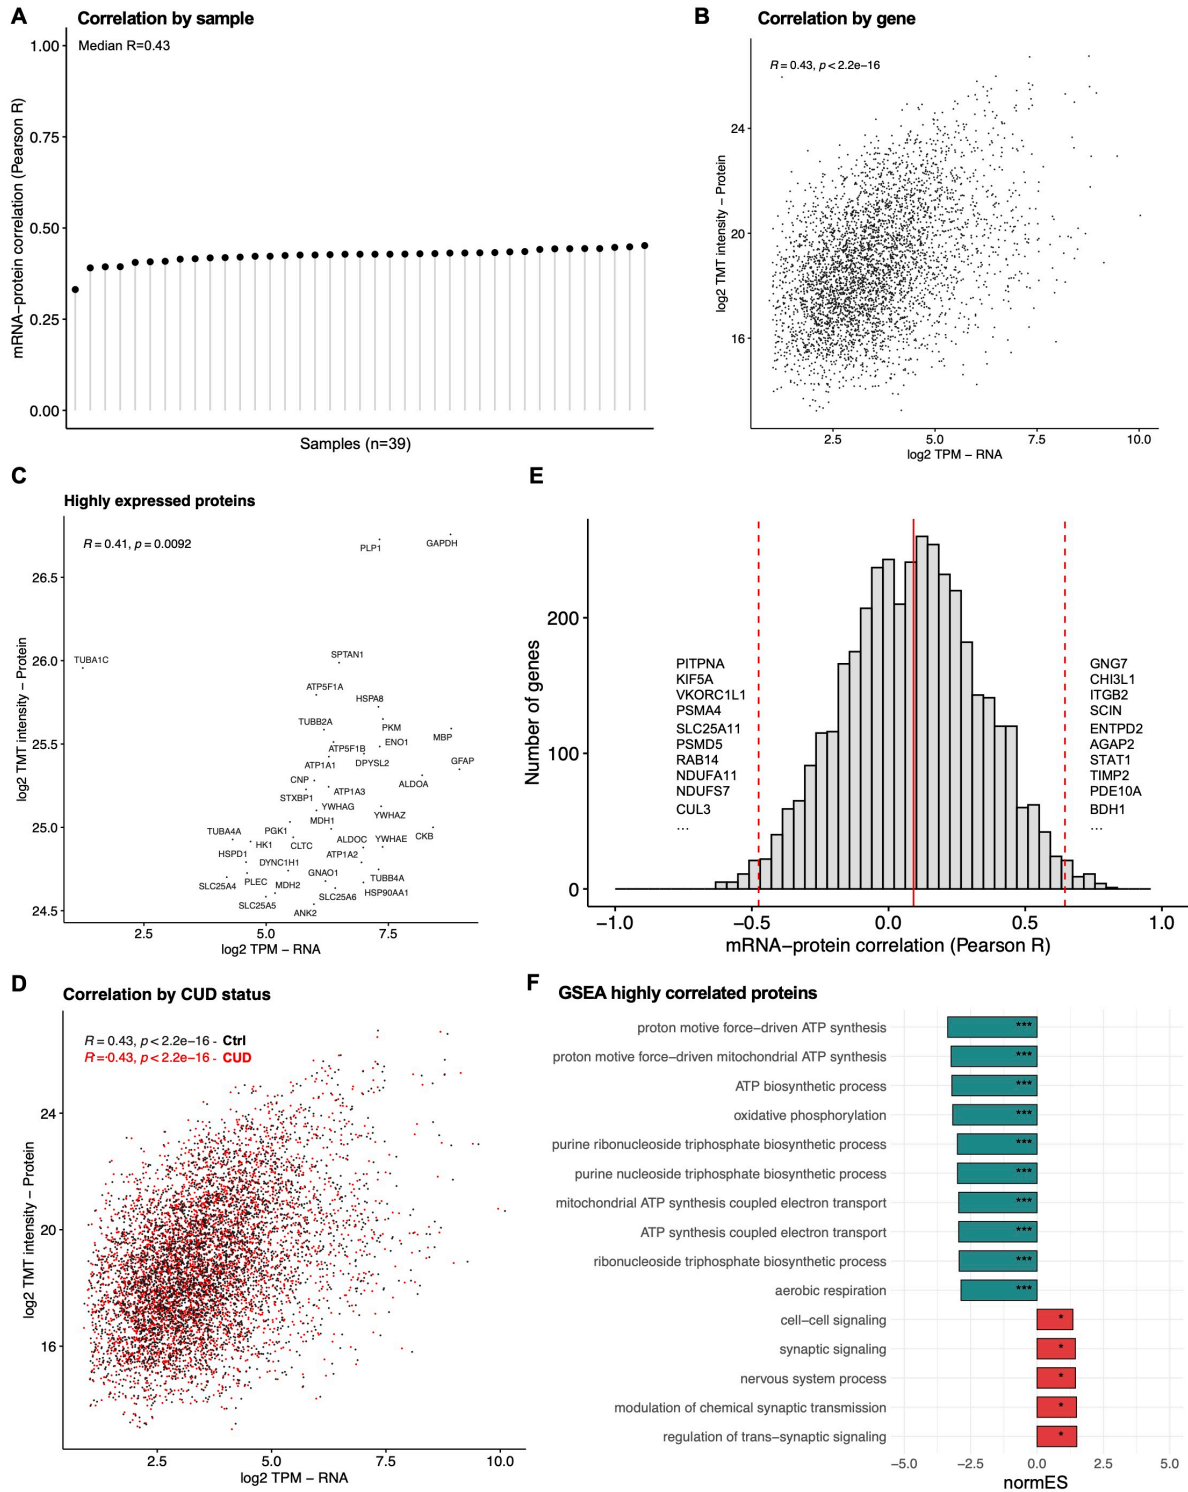 A
Correlation by sample
Median R=0.43
1.00
0.75
0.50
0.25
0.00
mRNA−protein correlation (Pearson R)
Samples (n=39)
B
Correlation by gene
R = 0.43, p < 2.2e−16
24
20
16
log2 TMT intensity − Protein
2.5
5.0
7.5
10.0
log2 TPM − RNA
C
Highly expressed proteins
R = 0.41, p = 0.0092
26.5
26.0
25.5
25.0
24.5
log2 TMT intensity − Protein
PLP1
GAPDH
TUBA1C
SPTAN1
ATP5F1A
HSPA8
TUBB2A
PKM
MBP
ENO1
ATP5F1B
ATP1A1
DPYSL2
GFAP
CNP
ALDOA
ATP1A3
STXBP1
YWHAG
YWHAZ
MDH1
PGK1
TUBA4A
CKB
HK1
CLTC
ALDOC
YWHAE
HSPD1
DYNC1H1
ATP1A2
GNAO1
TUBB4A
SLC25A4
PLEC
MDH2
HSP90AA1
SLC25A6
SLC25A5
ANK2
2.5
5.0
7.5
log2 TPM − RNA
E
200
100
0
Number of genes
PITPNA
KIF5A
VKORC1L1
PSMA4
SLC25A11
PSMD5
RAB14
NDUFA11
NDUFS7
CUL3
...
GNG7
CHI3L1
ITGB2
SCIN
ENTPD2
AGAP2
STAT1
TIMP2
PDE10A
BDH1
...
−1.0
−0.5
0.0
0.5
1.0
mRNA−protein correlation (Pearson R)
D
Correlation by CUD status
R = 0.43, p < 2.2e−16 - Ctrl
R = 0.43, p < 2.2e−16 - CUD
24
20
16
log2 TMT intensity − Protein
2.5
5.0
7.5
10.0
log2 TPM − RNA
F
GSEA highly correlated proteins
proton motive force−driven ATP synthesis ***
proton motive force−driven mitochondrial ATP synthesis ***
ATP biosynthetic process ***
oxidative phosphorylation ***
purine ribonucleoside triphosphate biosynthetic process ***
purine nucleoside triphosphate biosynthetic process ***
mitochondrial ATP synthesis coupled electron transport ***
ATP synthesis coupled electron transport ***
ribonucleoside triphosphate biosynthetic process ***
aerobic respiration ***
cell−cell signaling *
synaptic signaling *
nervous system process *
modulation of chemical synaptic transmission *
regulation of trans−synaptic signaling *
−5.0
−2.5
0.0
2.5
5.0
normES